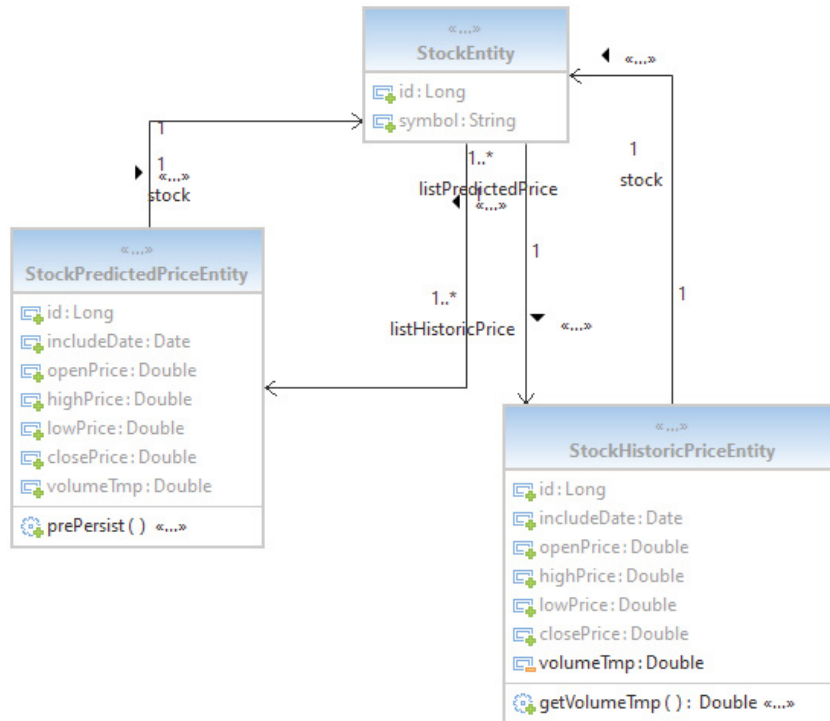 «...»
StockEntity
id : Long
symbol : String
«...»
1
stock
1
1
1
«...»
stock
1..*
listPredictedPrice
1
«...»
1
1..*
listHistoricPrice
«...»
«...»
StockPredictedPriceEntity
id : Long
includeDate : Date
openPrice : Double
highPrice : Double
lowPrice : Double
closePrice : Double
volumeTmp : Double
prePersist ( ) «...»
«...»
StockHistoricPriceEntity
id : Long
includeDate : Date
openPrice : Double
highPrice : Double
lowPrice : Double
closePrice : Double
volumeTmp : Double
getVolumeTmp ( ) : Double «...»